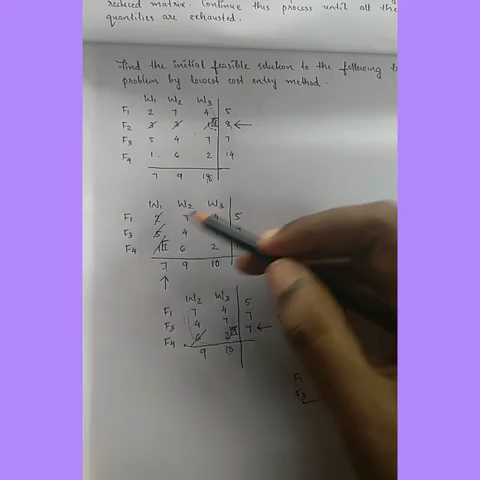 reduced matrix. Continue this process until all the
quantities are exhausted.
Find the initial feasible solution to the following
problem by lowest cost entry method.
W1 W2 W3
F1 2 7 4 5
F2 3 3 1 8
F3 5 4 7 7
F4 1 6 2 14
7 9 18
W1 W2 W3
F1 2 7 4 5
F3 5 4
F4 1 6 2
7 9 10
W2 W3
F1 7 4 5
F3 4 7 7
F4 6 2 7
9 10
F1
F3